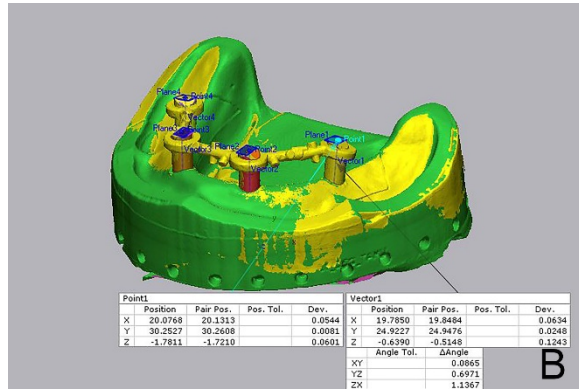 Plane4 Point4
Vector4
Plane3 Point3
Vector3
Plane2 Point2
Vector2
Plane1 Point1
Vector1
Point1
Position Pair Pos. Pos. Tol. Dev.
X 20.0768 20.1313 0.0544
Y 30.2527 30.2608 0.0081
Z -1.7811 -1.7210 0.0601
Vector1
Position Pair Pos. Pos. Tol. Dev.
X 19.7850 19.8484 0.0634
Y 24.9227 24.9476 0.0248
Z -0.6390 -0.5148 0.1243
Angle Tol. ΔAngle
XY 0.0865
YZ 0.6971
ZX 1.1367
B